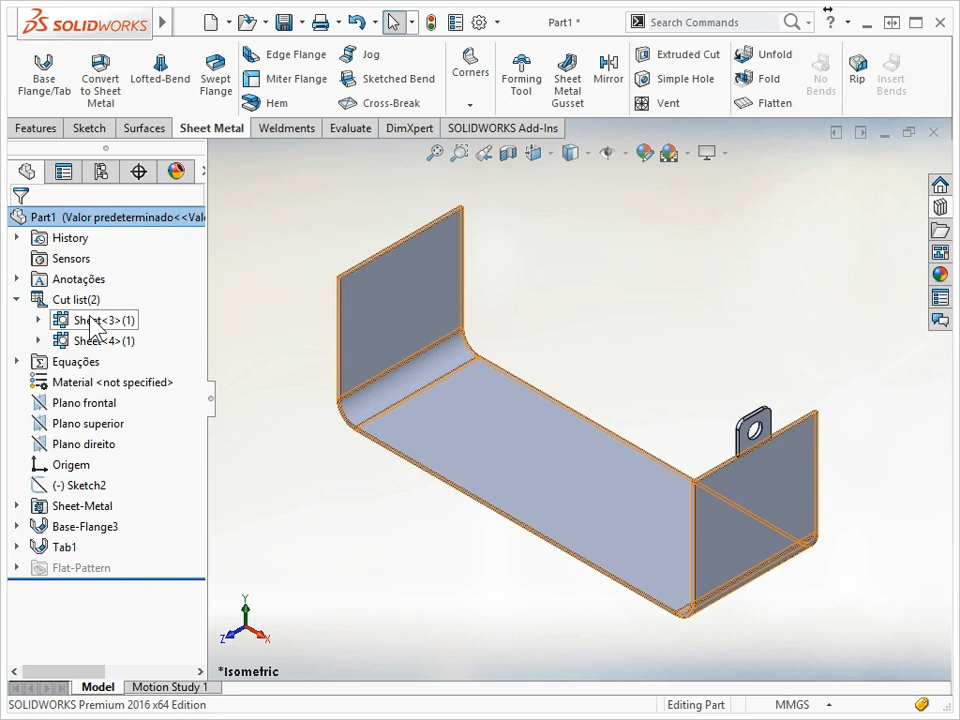 SOLIDWORKS
Part1 *
Search Commands
?
Base Flange/Tab
Convert to Sheet Metal
Lofted-Bend
Swept Flange
Edge Flange
Miter Flange
Hem
Jog
Sketched Bend
Cross-Break
Corners
Forming Tool
Sheet Metal Gusset
Mirror
Extruded Cut
Simple Hole
Vent
Unfold
Fold
Flatten
No Bends
Rip
Insert Bends
Features
Sketch
Surfaces
Sheet Metal
Weldments
Evaluate
DimXpert
SOLIDWORKS Add-Ins
Part1 (Valor predeterminado<<Val
History
Sensors
Anotações
Cut list(2)
Sheet<3>(1)
Sheet<4>(1)
Equações
Material <not specified>
Plano frontal
Plano superior
Plano direito
Origem
(-) Sketch2
Sheet-Metal
Base-Flange3
Tab1
Flat-Pattern
Y
Z
X
*Isometric
Model
Motion Study 1
SOLIDWORKS Premium 2016 x64 Edition
Editing Part
MMGS